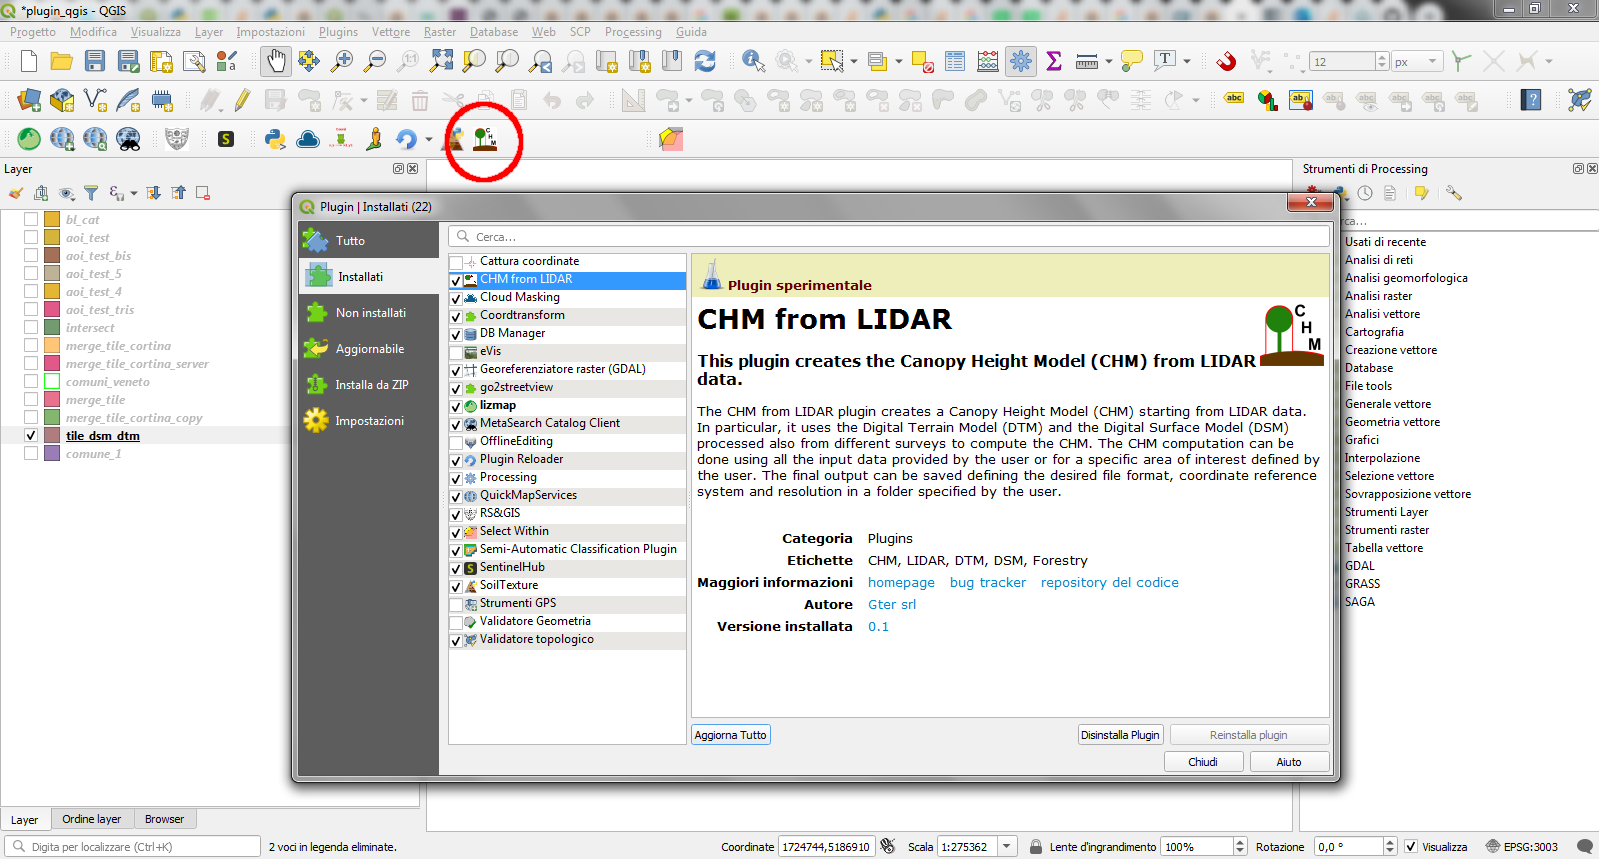 *plugin_qgis - QGIS
Progetto Modifica Visualizza Layer Impostazioni Plugins Vettore Raster Database Web SCP Processing Guida
12 px
abc
Layer
Strumenti di Processing
bl_cat
aoi_test
aoi_test_bis
aoi_test_5
aoi_test_4
aoi_test_tris
intersect
merge_tile_cortina
merge_tile_cortina_server
comuni_veneto
merge_tile
merge_tile_cortina_copy
tile_dsm_dtm
comune_1
Plugin | Installati (22)
Tutto
Installati
Non installati
Aggiornabile
Installa da ZIP
Impostazioni
Cerca...
Cattura coordinate
CHM from LIDAR
Cloud Masking
Coordtransform
DB Manager
eVis
Georeferenziatore raster (GDAL)
go2streetview
lizmap
MetaSearch Catalog Client
OfflineEditing
Plugin Reloader
Processing
QuickMapServices
RS&GIS
Select Within
Semi-Automatic Classification Plugin
SentinelHub
SoilTexture
Strumenti GPS
Validatore Geometria
Validatore topologico
Plugin sperimentale
CHM from LIDAR
C
H
M
This plugin creates the Canopy Height Model (CHM) from LIDAR
data.
The CHM from LIDAR plugin creates a Canopy Height Model (CHM) starting from LIDAR data.
In particular, it uses the Digital Terrain Model (DTM) and the Digital Surface Model (DSM)
processed also from different surveys to compute the CHM. The CHM computation can be
done using all the input data provided by the user or for a specific area of interest defined by
the user. The final output can be saved defining the desired file format, coordinate reference
system and resolution in a folder specified by the user.
Categoria Plugins
Etichette CHM, LIDAR, DTM, DSM, Forestry
Maggiori informazioni homepage bug tracker repository del codice
Autore Gter srl
Versione installata 0.1
Aggiorna Tutto
Disinstalla Plugin
Reinstalla plugin
Chiudi
Aiuto
rca...
Usati di recente
Analisi di reti
Analisi geomorfologica
Analisi raster
Analisi vettore
Cartografia
Creazione vettore
Database
File tools
Generale vettore
Geometria vettore
Grafici
Interpolazione
Selezione vettore
Sovrapposizione vettore
Strumenti Layer
Strumenti raster
Tabella vettore
GDAL
GRASS
SAGA
Layer Ordine layer Browser
Digita per localizzare (Ctrl+K) 2 voci in legenda eliminate. Coordinate 1724744,5186910 Scala 1:275362 Lente d'ingrandimento 100% Rotazione 0,0 ° Visualizza EPSG:3003